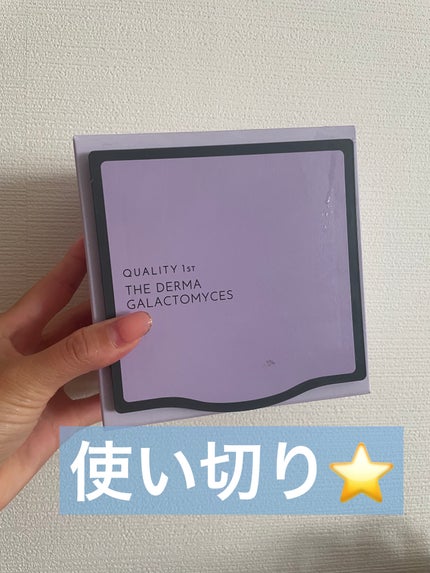 QUALITY 1ST
THE DERMA
GALACTOMYCES
使い切り⭐